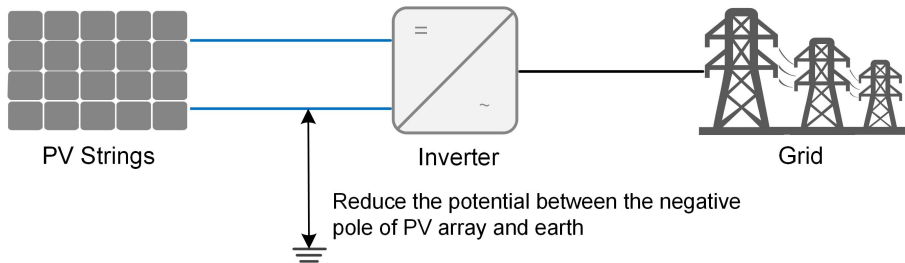 PV Strings
Inverter
Grid
Reduce the potential between the negative
pole of PV array and earth